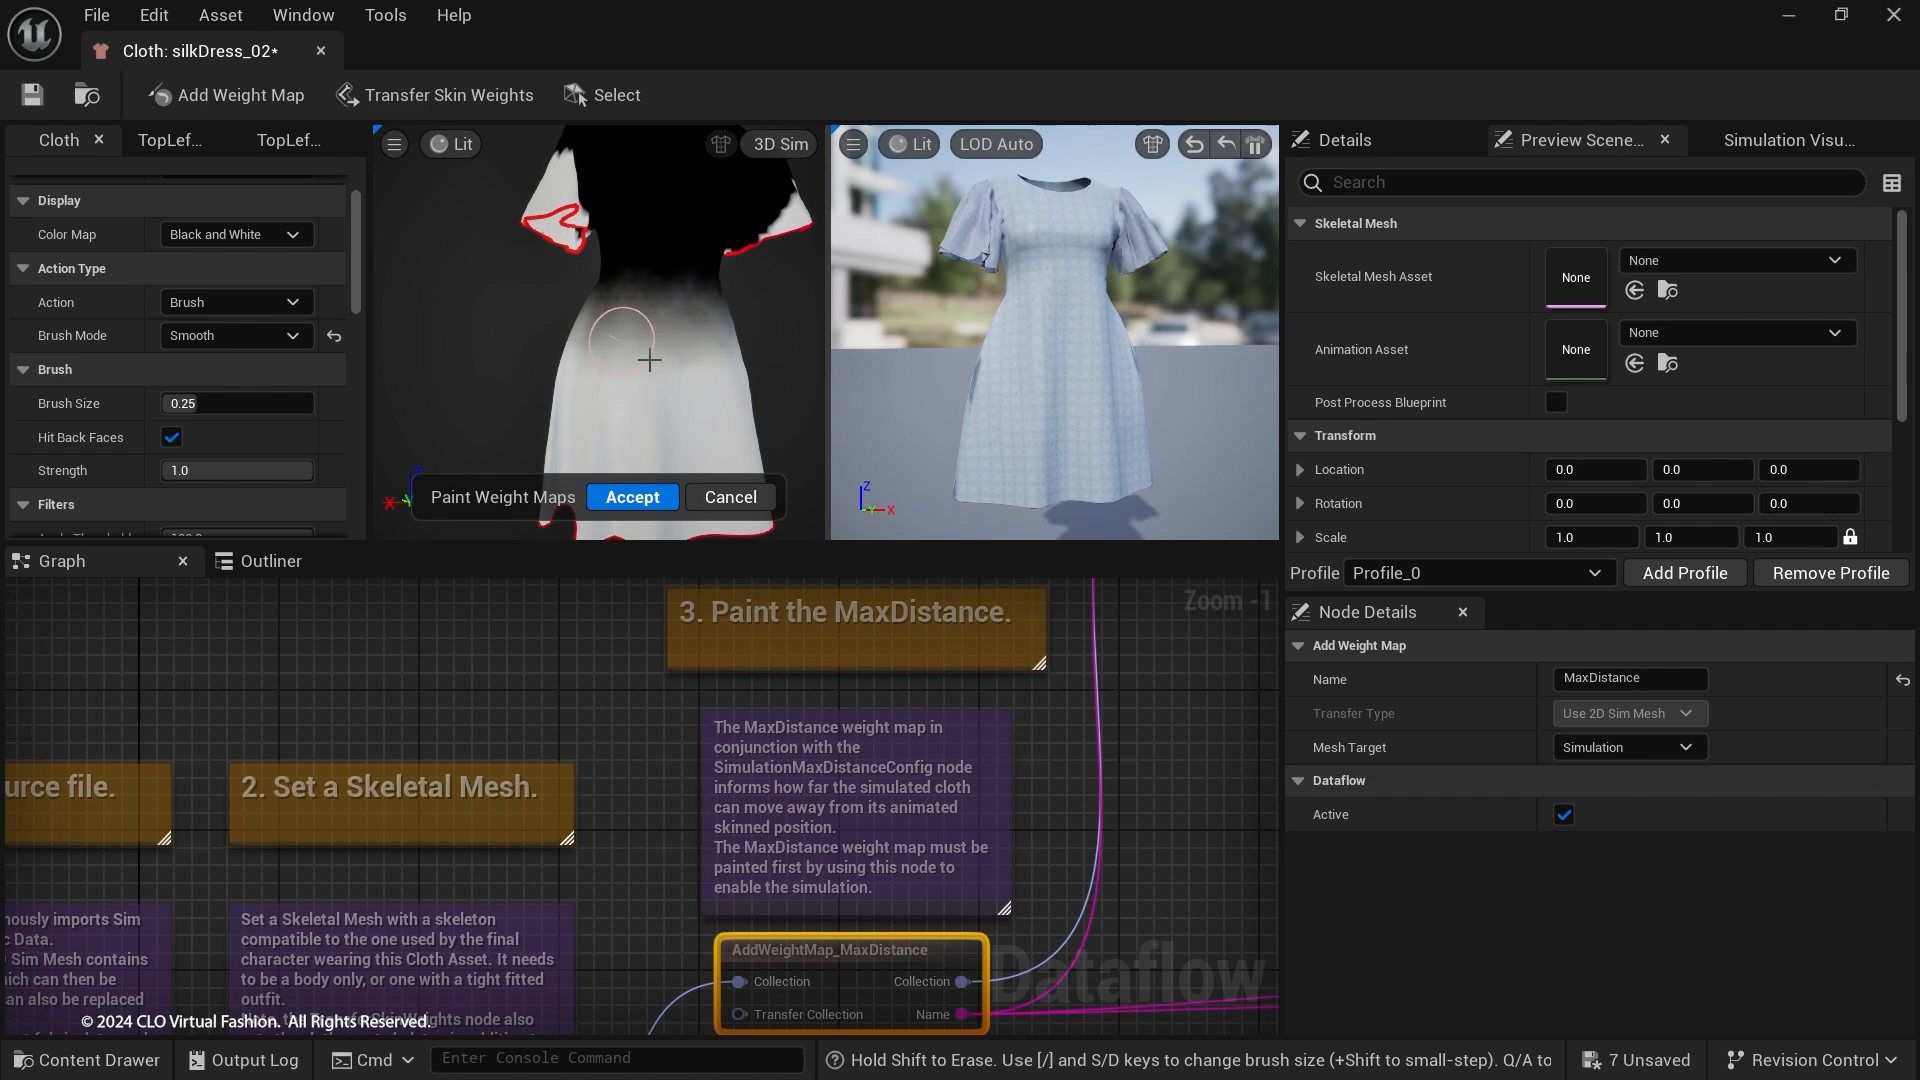 File Edit Asset Window Tools Help
Cloth: silkDress_02*
Add Weight Map Transfer Skin Weights Select
Cloth TopLef... TopLef...
Display
Color Map Black and White
Action Type
Action Brush
Brush Mode Smooth
Brush
Brush Size 0.25
Hit Back Faces
Strength 1.0
Filters
Lit 3D Sim
X Y Z
Paint Weight Maps Accept Cancel
Lit LOD Auto
Z
Y X
Details Preview Scene... Simulation Visu...
Search
Skeletal Mesh
Skeletal Mesh Asset None None
Animation Asset None None
Post Process Blueprint
Transform
Location 0.0 0.0 0.0
Rotation 0.0 0.0 0.0
Scale 1.0 1.0 1.0
Profile Profile_0 Add Profile Remove Profile
Node Details
Add Weight Map
Name MaxDistance
Transfer Type Use 2D Sim Mesh
Mesh Target Simulation
Dataflow
Active
Graph Outliner
Zoom -1
urce file.
2. Set a Skeletal Mesh.
3. Paint the MaxDistance.
The MaxDistance weight map in
conjunction with the
SimulationMaxDistanceConfig node
informs how far the simulated cloth
can move away from its animated
skinned position.
The MaxDistance weight map must be
painted first by using this node to
enable the simulation.
nously imports Sim
c Data.
Sim Mesh contains
nich can then be
can also be replaced
Set a Skeletal Mesh with a skeleton
compatible to the one used by the final
character wearing this Cloth Asset. It needs
to be a body only, or one with a tight fitted
outfit.
node also
AddWeightMap_MaxDistance
Collection Collection
Transfer Collection Name
Dataflow
© 2024 CLO Virtual Fashion. All Rights Reserved.
Content Drawer Output Log Cmd Enter Console Command Hold Shift to Erase. Use [/] and S/D keys to change brush size (+Shift to small-step). Q/A to 7 Unsaved Revision Control